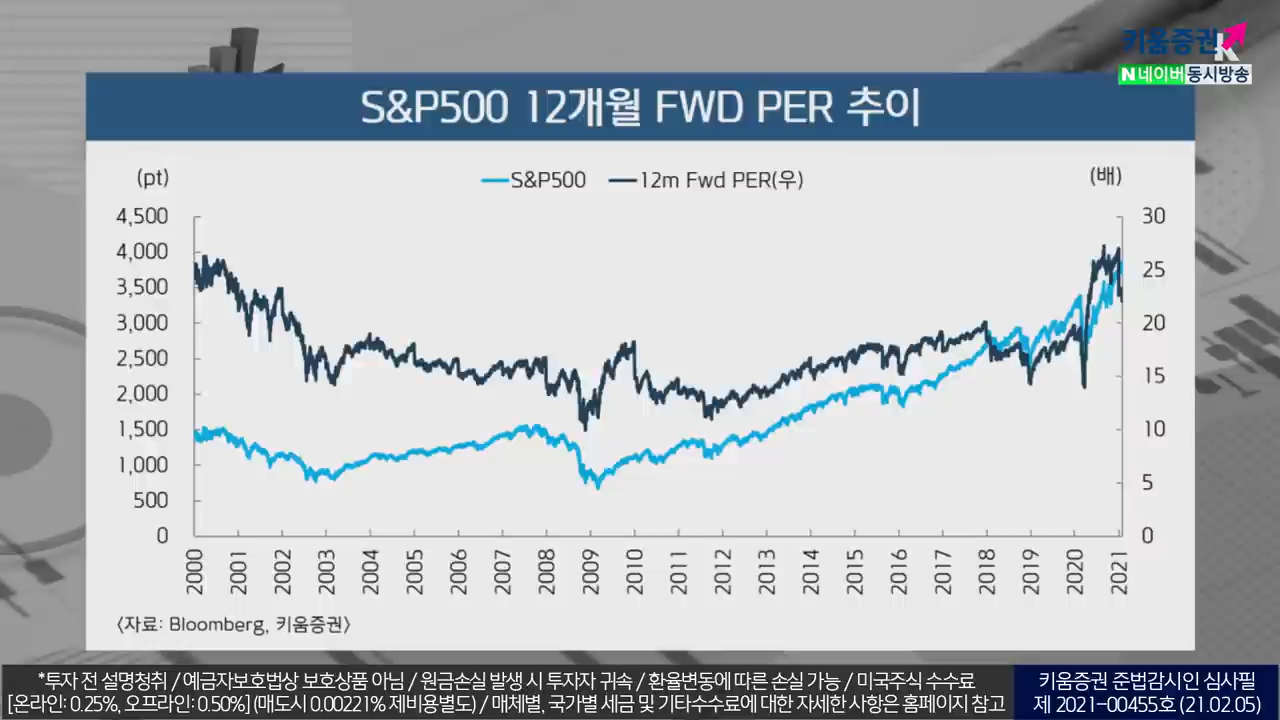 키움증권
N 네이버 동시방송
S&P500 12개월 FWD PER 추이
(pt)
S&P500
12m Fwd PER(우)
(배)
4,500
4,000
3,500
3,000
2,500
2,000
1,500
1,000
500
0
30
25
20
15
10
5
0
2000 2001 2002 2003 2004 2005 2006 2007 2008 2009 2010 2011 2012 2013 2014 2015 2016 2017 2018 2019 2020 2021
〈자료: Bloomberg, 키움증권〉
*투자 전 설명청취 / 예금자보호법상 보호상품 아님 / 원금손실 발생 시 투자자 귀속 / 환율변동에 따른 손실 가능 / 미국주식 수수료
[온라인: 0.25%, 오프라인: 0.50%] (매도시 0.00221% 제비용별도) / 매체별, 국가별 세금 및 기타수수료에 대한 자세한 사항은 홈페이지 참고
키움증권 준법감시인 심사필
제 2021-00455호 (21.02.05)